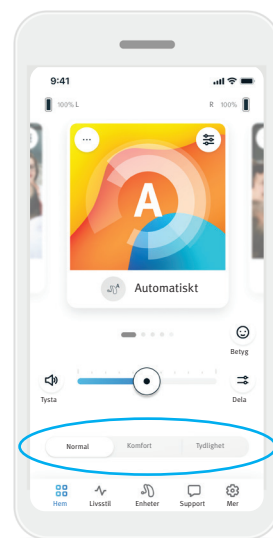 9:41
100% L
R 100%
A
Automatiskt
Betyg
Tysta
Dela
Normal Komfort Tydlighet
Hem Livsstil Enheter Support Mer